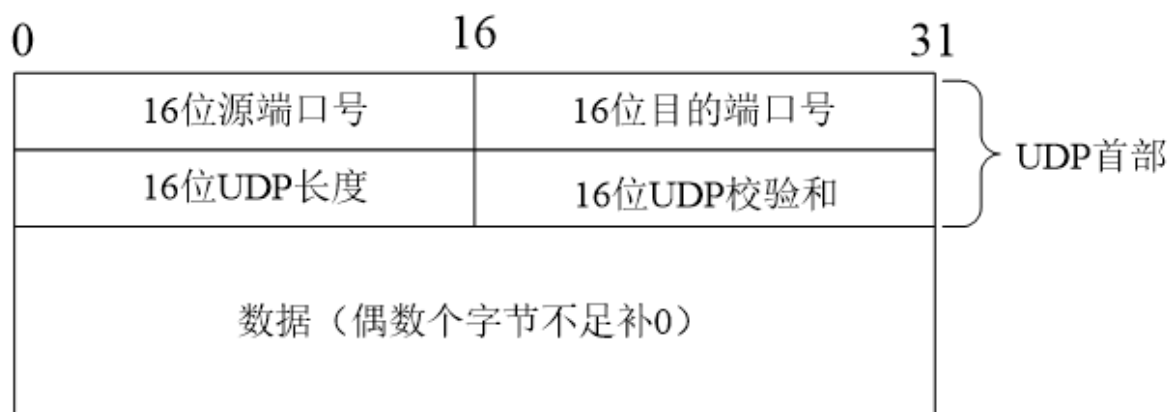 0 16 31
16位源端口号 16位目的端口号
UDP首部
16位UDP长度 16位UDP校验和
数据（偶数个字节不足补0）